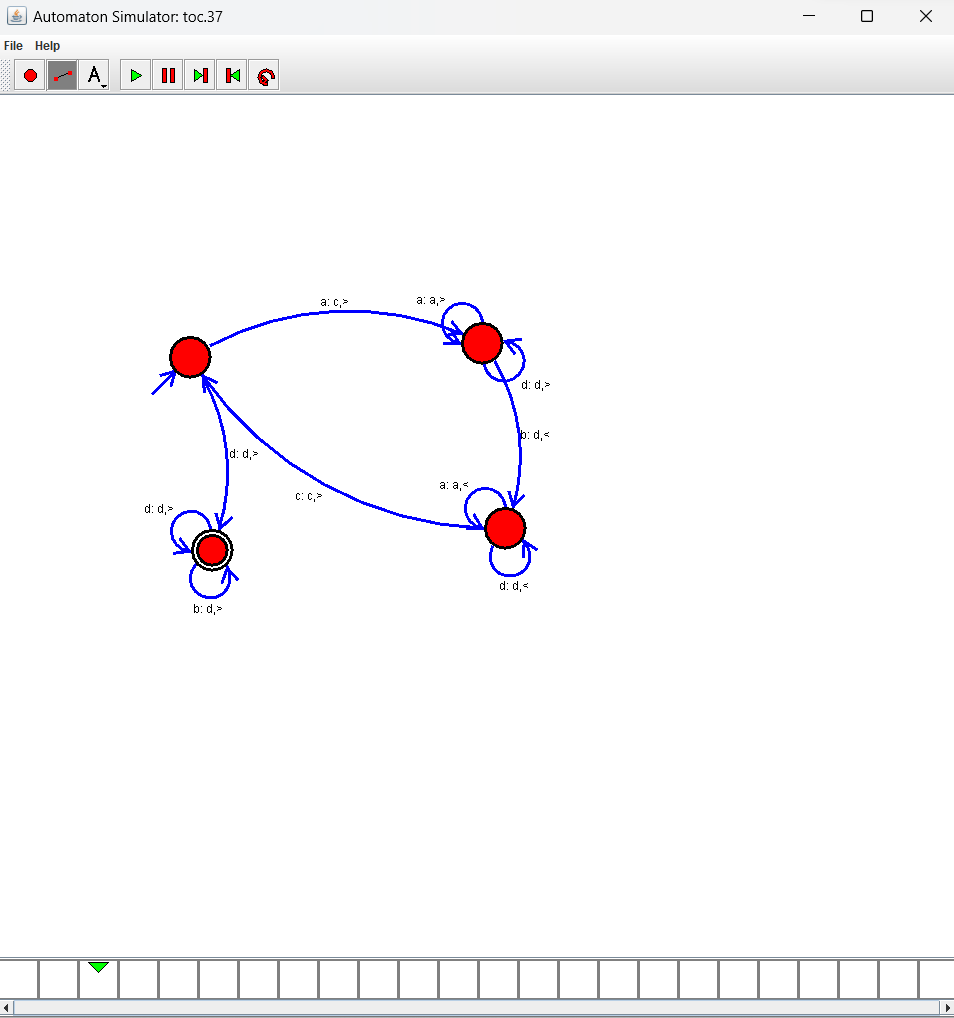 Automaton Simulator: toc.37
File Help
A
a: c,>
a: a,>
d: d,>
b: d,<
d: d,>
a: a,<
c: c,>
d: d,>
d: d,<
b: d,>